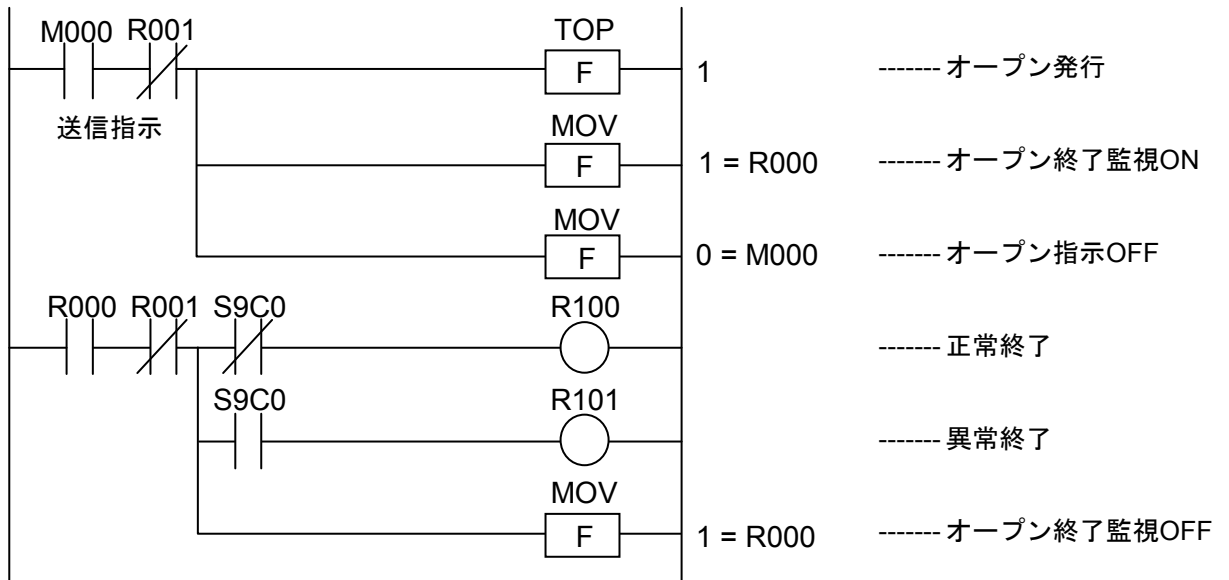 M000 R001 TOP
F 1 ------- オープン発行
送信指示
MOV
F 1 = R000 ------- オープン終了監視ON
MOV
F 0 = M000 ------- オープン指示OFF
R000 R001 S9C0 R100
------- 正常終了
S9C0 R101
------- 異常終了
MOV
F 1 = R000 ------- オープン終了監視OFF